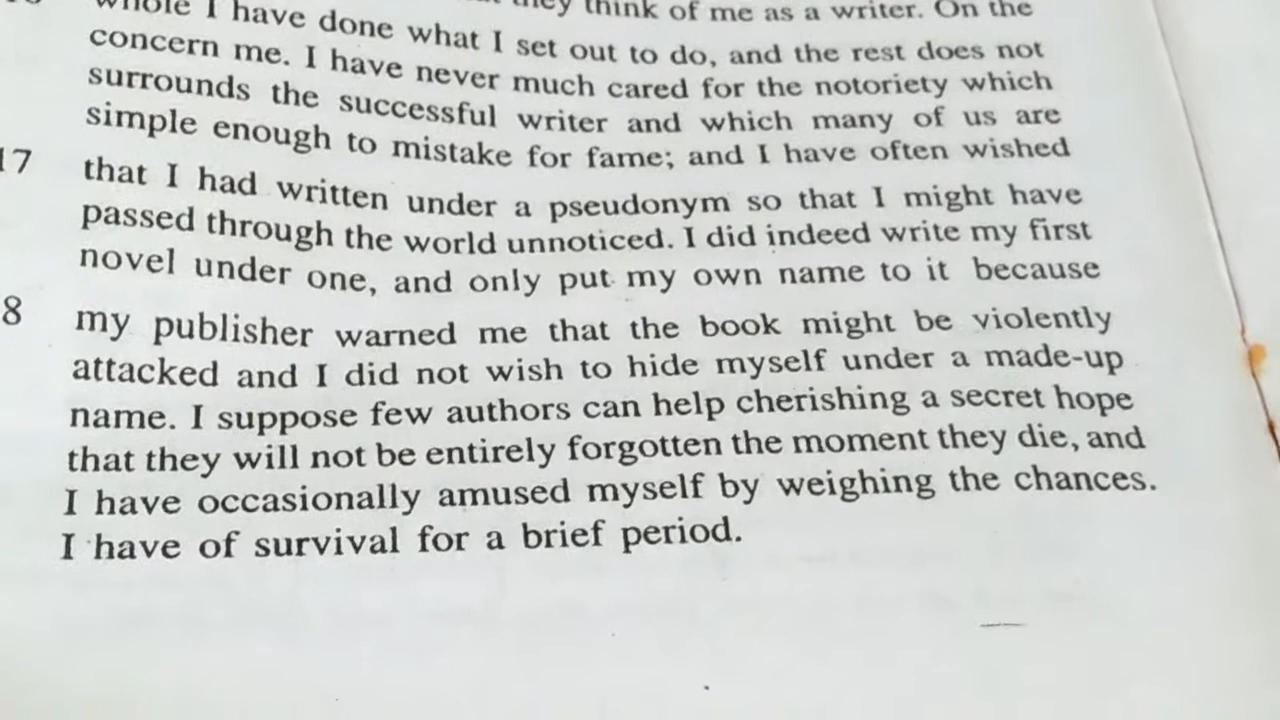 they think of me as a writer. On the
whole I have done what I set out to do, and the rest does not
concern me. I have never much cared for the notoriety which
surrounds the successful writer and which many of us are
simple enough to mistake for fame; and I have often wished
17 that I had written under a pseudonym so that I might have
passed through the world unnoticed. I did indeed write my first
novel under one, and only put my own name to it because
8 my publisher warned me that the book might be violently
attacked and I did not wish to hide myself under a made-up
name. I suppose few authors can help cherishing a secret hope
that they will not be entirely forgotten the moment they die, and
I have occasionally amused myself by weighing the chances.
I have of survival for a brief period.